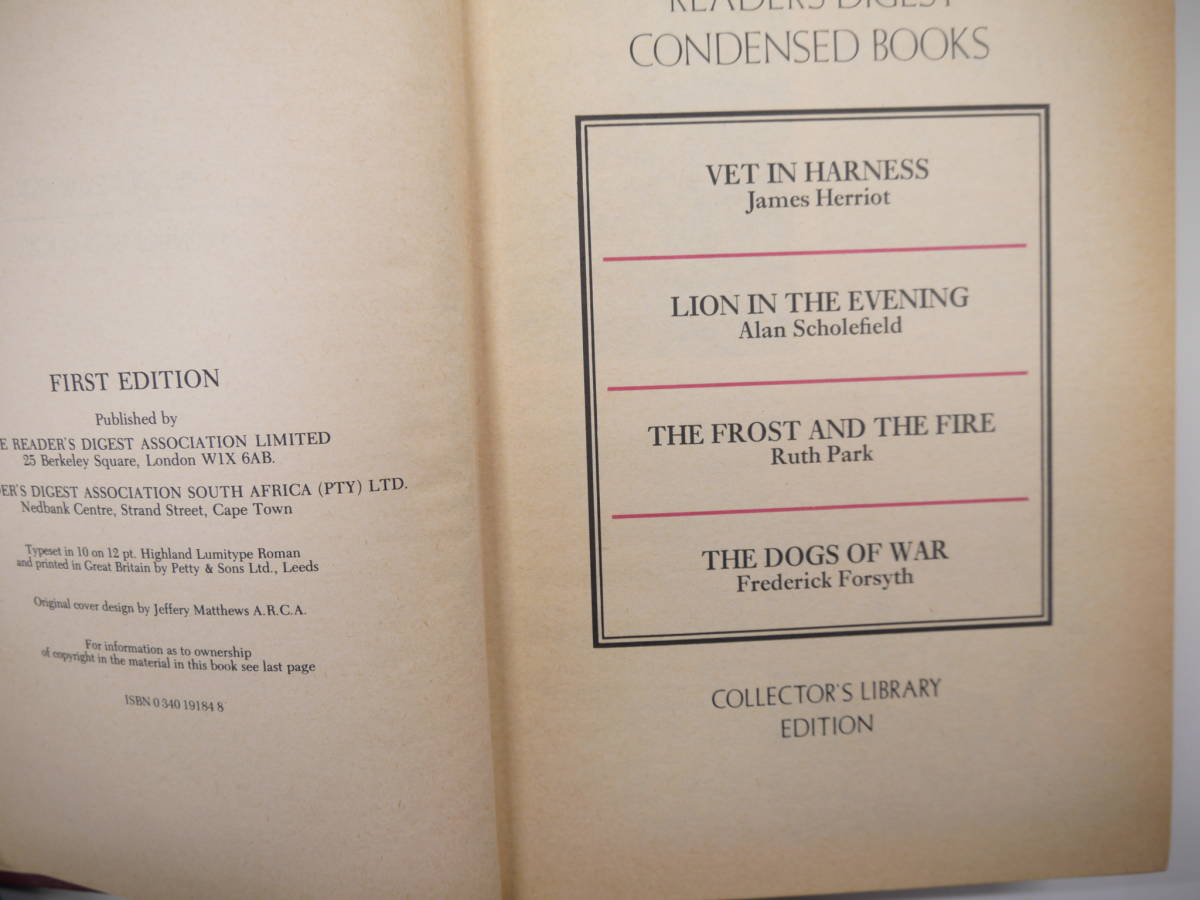 FIRST EDITION
Published by
READER'S DIGEST ASSOCIATION LIMITED
25 Berkeley Square, London W1X 6AB.
DIGEST ASSOCIATION SOUTH AFRICA (PTY) LTD.
Nedbank Centre, Strand Street, Cape Town
Typeset in 10 on 12 pt. Highland Lumitype Roman
and printed in Great Britain by Petty & Sons Ltd., Leeds
Original cover design by Jeffery Matthews A.R.C.A.
For information as to ownership
of copyright in the material in this book see last page
ISBN 0 340 19184 8
READERS DIGEST
CONDENSED BOOKS
VET IN HARNESS
James Herriot
LION IN THE EVENING
Alan Scholefield
THE FROST AND THE FIRE
Ruth Park
THE DOGS OF WAR
Frederick Forsyth
COLLECTOR'S LIBRARY
EDITION